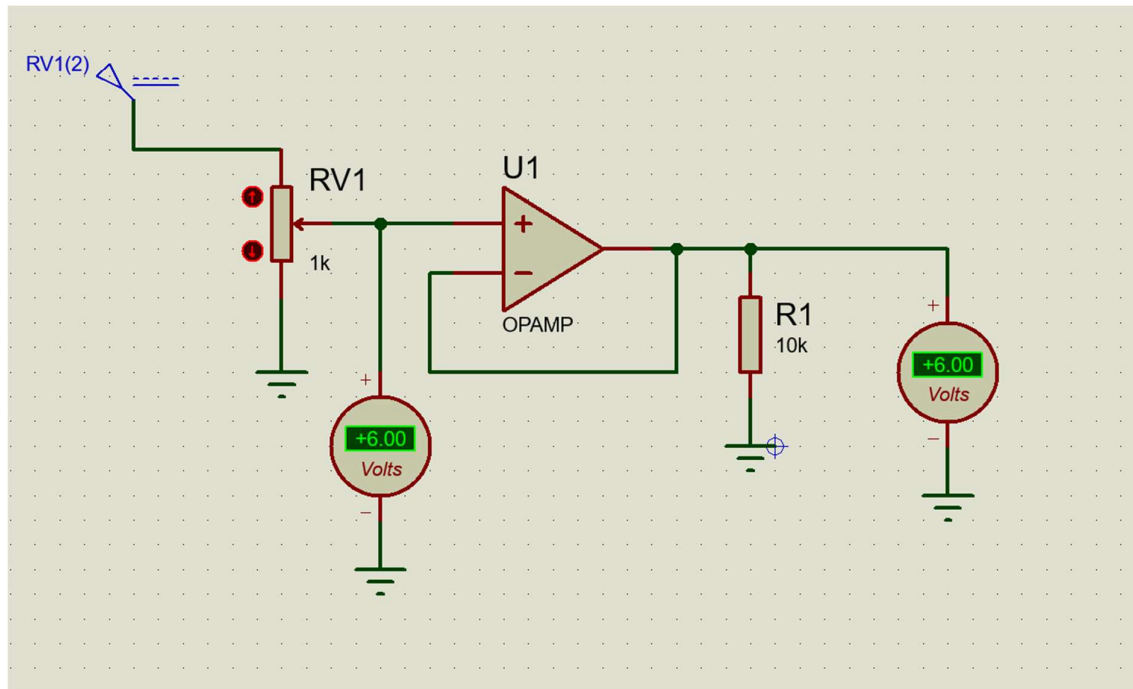 RV1(2)
RV1
1k
U1
+
−
OPAMP
+
+6.00
Volts
−
R1
10k
+
+6.00
Volts
−